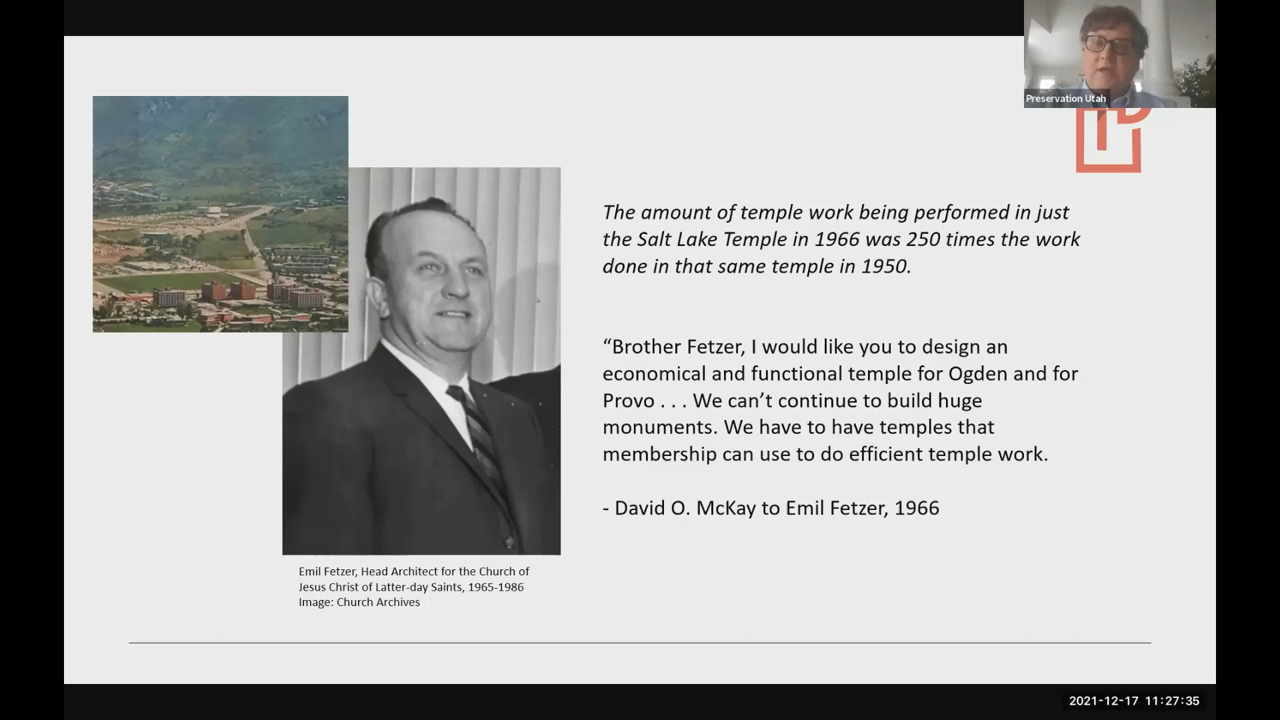 Preservation Utah
The amount of temple work being performed in just
the Salt Lake Temple in 1966 was 250 times the work
done in that same temple in 1950.
“Brother Fetzer, I would like you to design an
economical and functional temple for Ogden and for
Provo . . . We can’t continue to build huge
monuments. We have to have temples that
membership can use to do efficient temple work.
- David O. McKay to Emil Fetzer, 1966
Emil Fetzer, Head Architect for the Church of
Jesus Christ of Latter-day Saints, 1965-1986
Image: Church Archives
2021-12-17 11:27:35